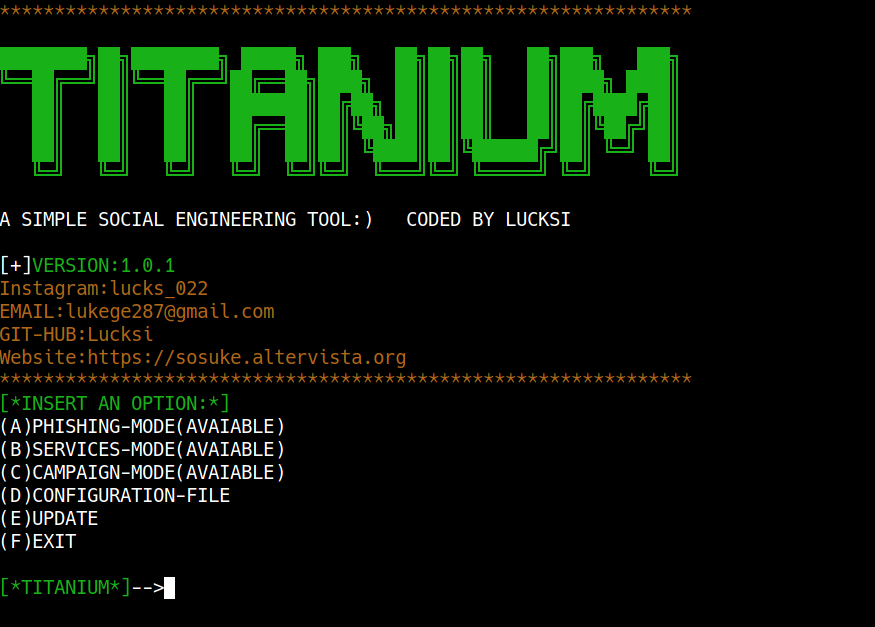 ***************************************************************
TITANIUM
A SIMPLE SOCIAL ENGINEERING TOOL:)   CODED BY LUCKSI
[+]VERSION:1.0.1
Instagram:lucks_022
EMAIL:lukege287@gmail.com
GIT-HUB:Lucksi
Website:https://sosuke.altervista.org
***************************************************************
[*INSERT AN OPTION:*]
(A)PHISHING-MODE(AVAIABLE)
(B)SERVICES-MODE(AVAIABLE)
(C)CAMPAIGN-MODE(AVAIABLE)
(D)CONFIGURATION-FILE
(E)UPDATE
(F)EXIT
[*TITANIUM*]-->